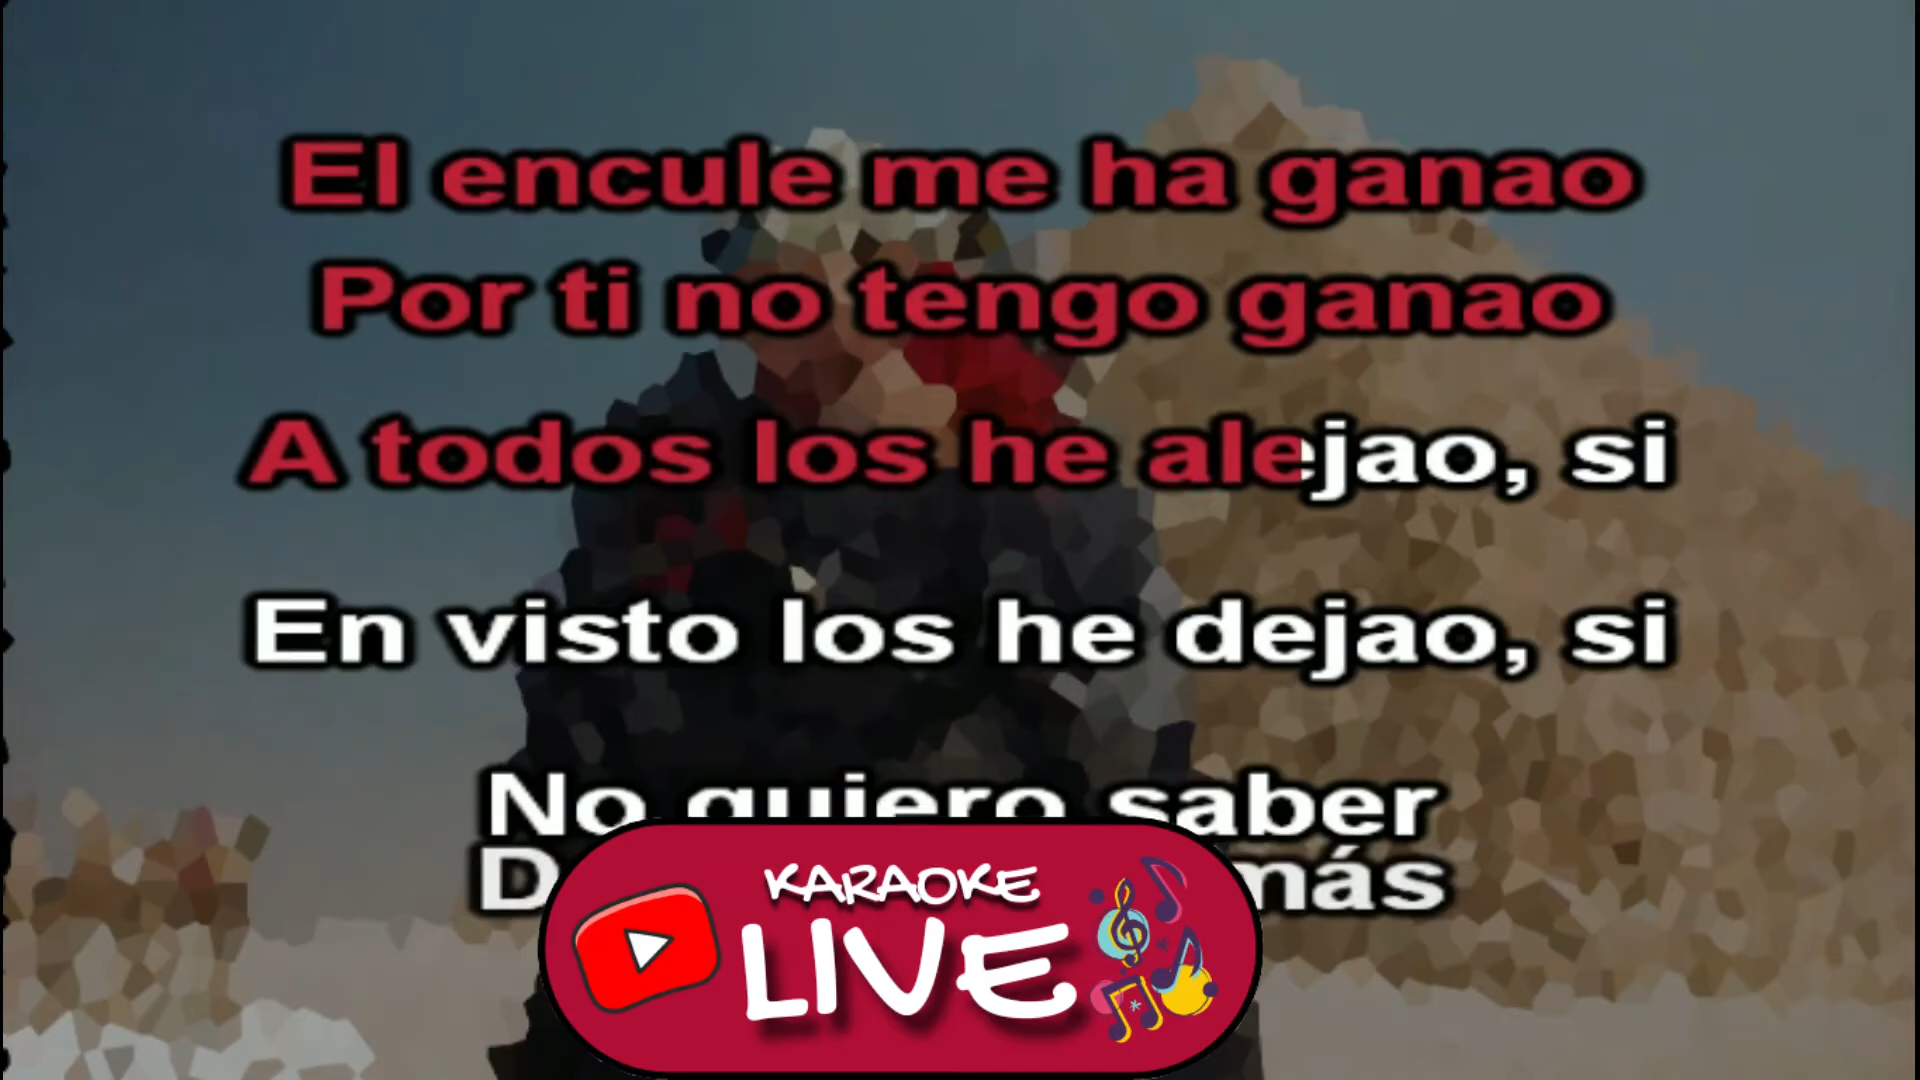 El encule me ha ganao
Por ti no tengo ganao
A todos los he alejao, si
En visto los he dejao, si
No quiero saber
más
KARAOKE
LIVE